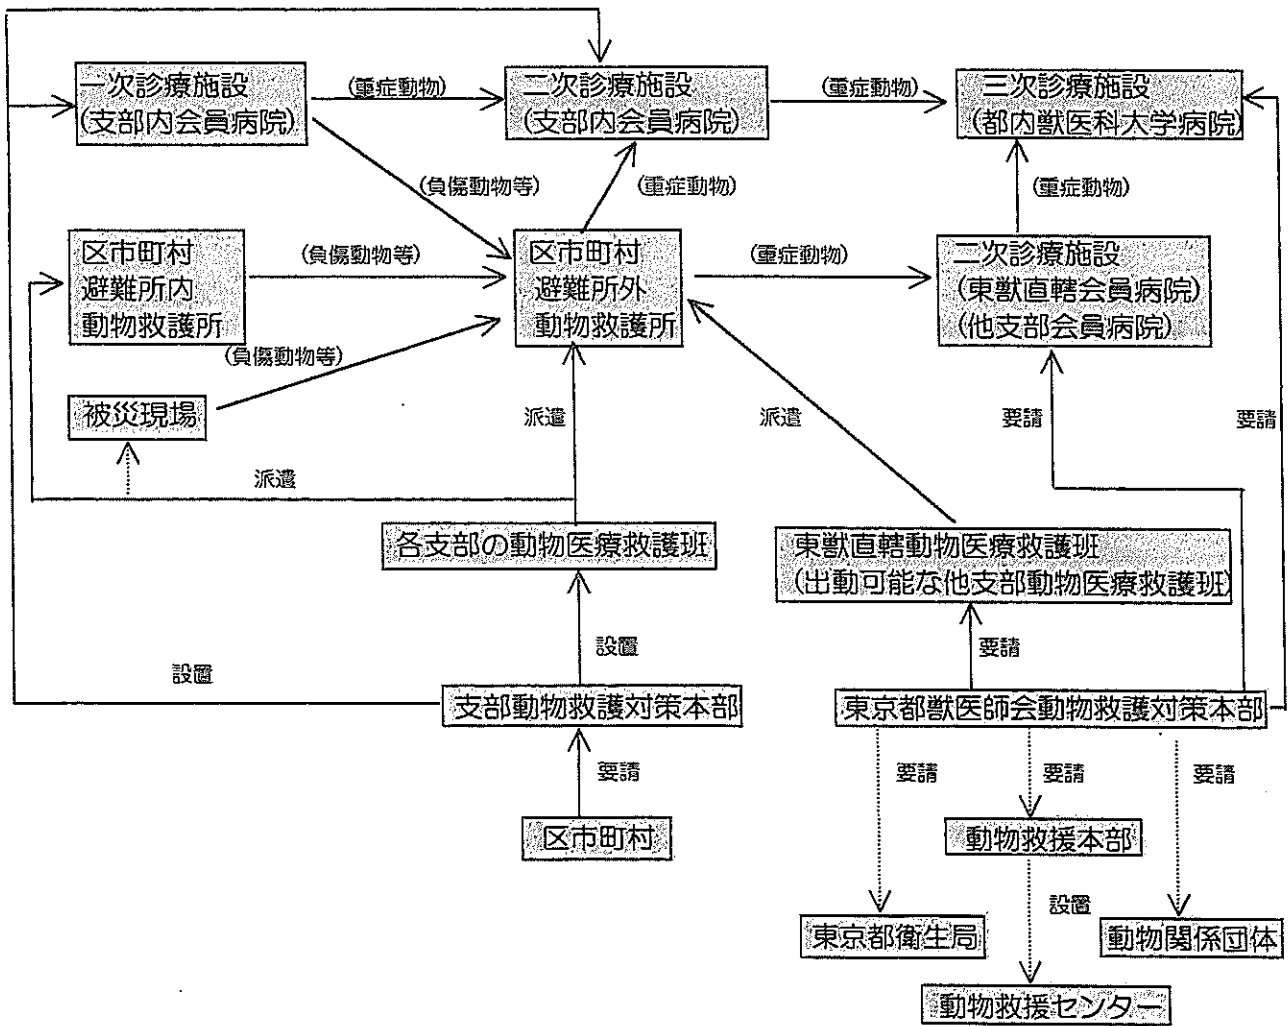 一次診療施設
(支部内会員病院)
(重症動物)
二次診療施設
(支部内会員病院)
(重症動物)
三次診療施設
(都内獣医科大学病院)
(負傷動物等)
(重症動物)
(重症動物)
区市町村
避難所内
動物救護所
(負傷動物等)
区市町村
避難所外
動物救護所
(重症動物)
二次診療施設
(東獣直轄会員病院)
(他支部会員病院)
(負傷動物等)
被災現場
派遣
派遣
要請
要請
派遣
各支部の動物医療救護班
東獣直轄動物医療救護班
(出動可能な他支部動物医療救護班)
設置
要請
設置
支部動物救護対策本部
東京都獣医師会動物救護対策本部
要請
要請
要請
要請
区市町村
動物救援本部
設置
東京都衛生局
動物関係団体
動物救援センター